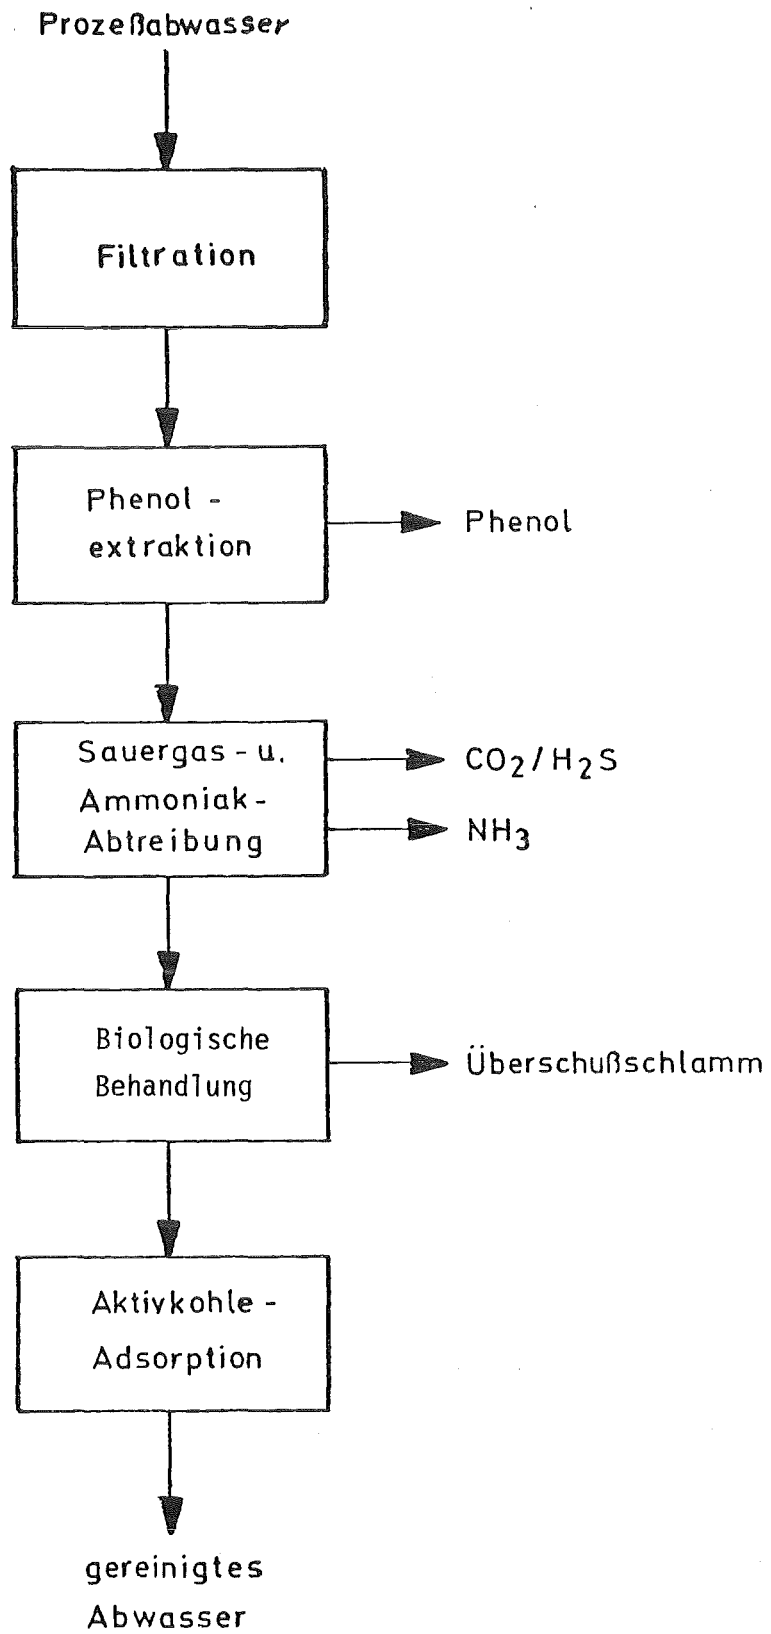 Prozeßabwasser
Filtration
Phenol -
extraktion
Phenol
Sauergas - u.
Ammoniak -
Abtreibung
CO₂/H₂S
NH₃
Biologische
Behandlung
Überschußschlamm
Aktivkohle -
Adsorption
gereinigtes
Abwasser